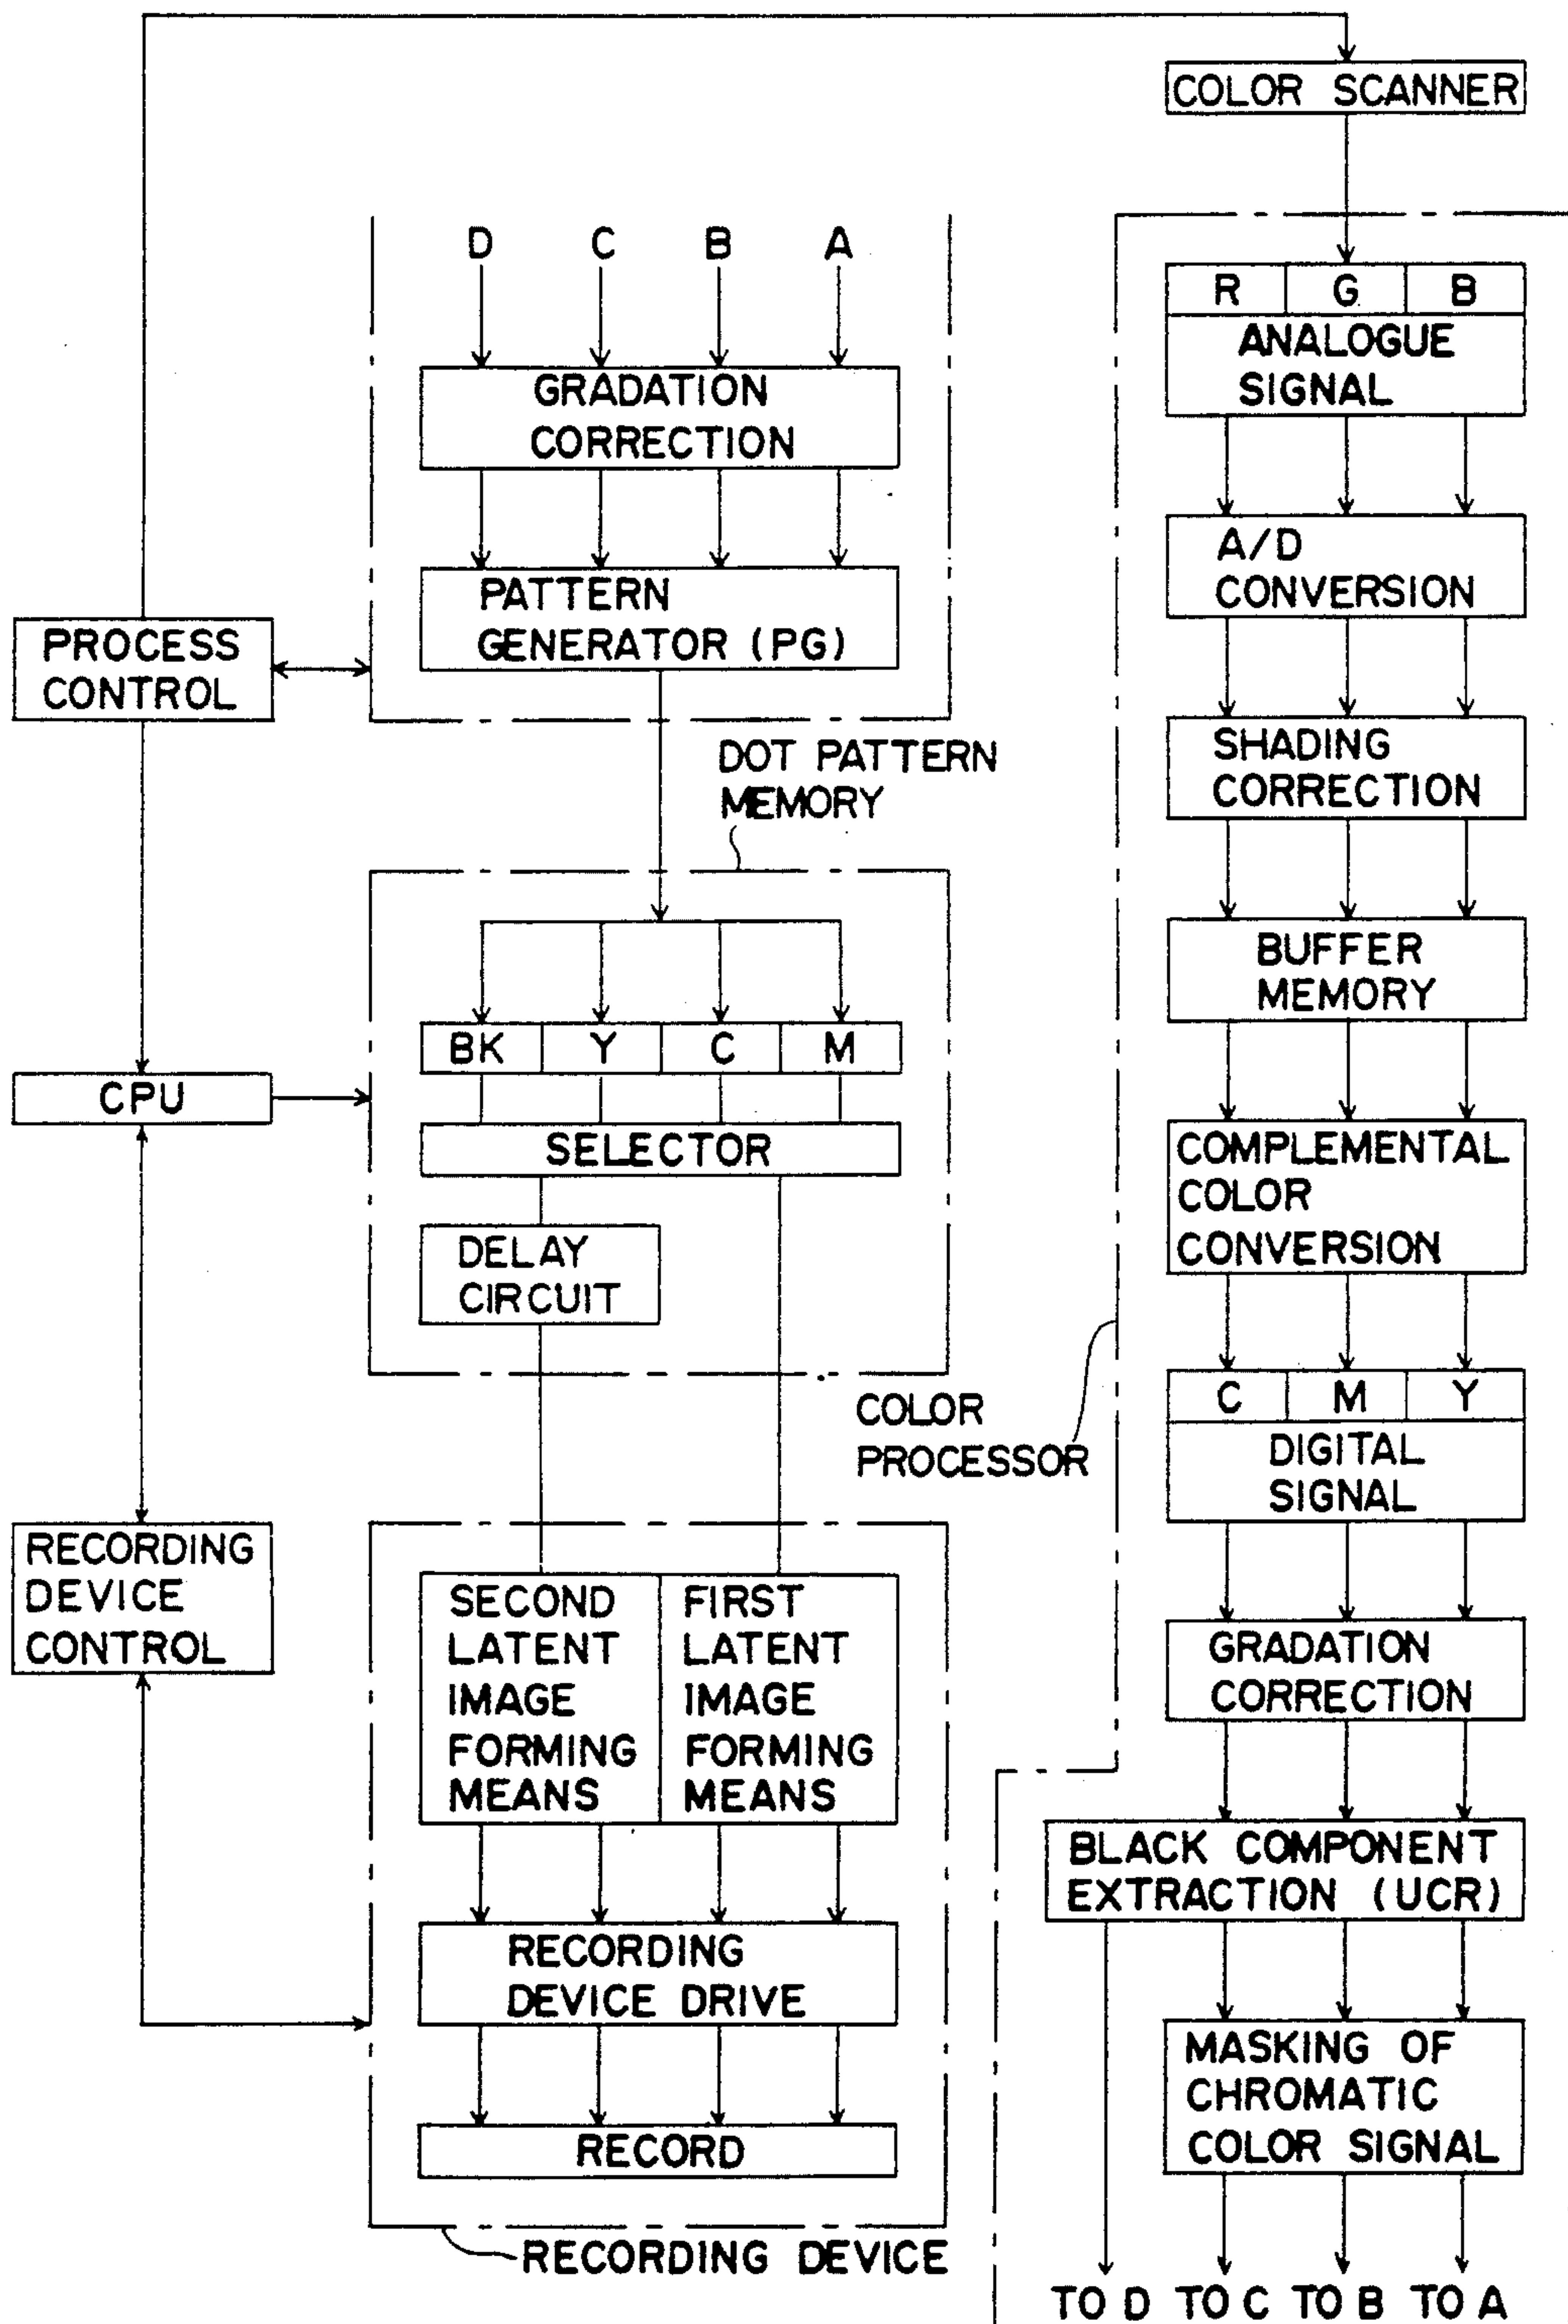 COLOR SCANNER
R G B
ANALOGUE
SIGNAL
A/D
CONVERSION
SHADING
CORRECTION
BUFFER
MEMORY
COMPLEMENTAL
COLOR
CONVERSION
C M Y
DIGITAL
SIGNAL
GRADATION
CORRECTION
BLACK COMPONENT
EXTRACTION (UCR)
MASKING OF
CHROMATIC
COLOR SIGNAL
TO D TO C TO B TO A
COLOR
PROCESSOR
D C B A
GRADATION
CORRECTION
PATTERN
GENERATOR (PG)
DOT PATTERN
MEMORY
BK Y C M
SELECTOR
DELAY
CIRCUIT
SECOND
LATENT
IMAGE
FORMING
MEANS
FIRST
LATENT
IMAGE
FORMING
MEANS
RECORDING
DEVICE DRIVE
RECORD
RECORDING DEVICE
PROCESS
CONTROL
CPU
RECORDING
DEVICE
CONTROL